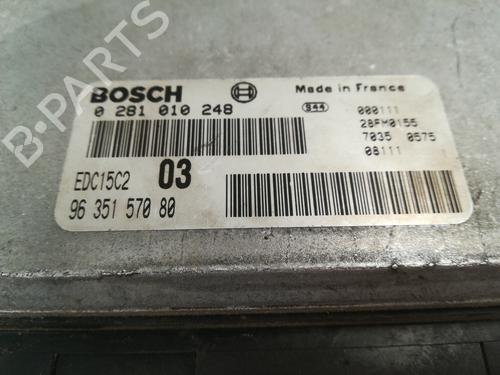 BOSCH
Made in France
0 281 010 248
S44
000111
28FM0155
7035 0575
08111
EDC15C2 03
96 351 570 80
B-PARTS